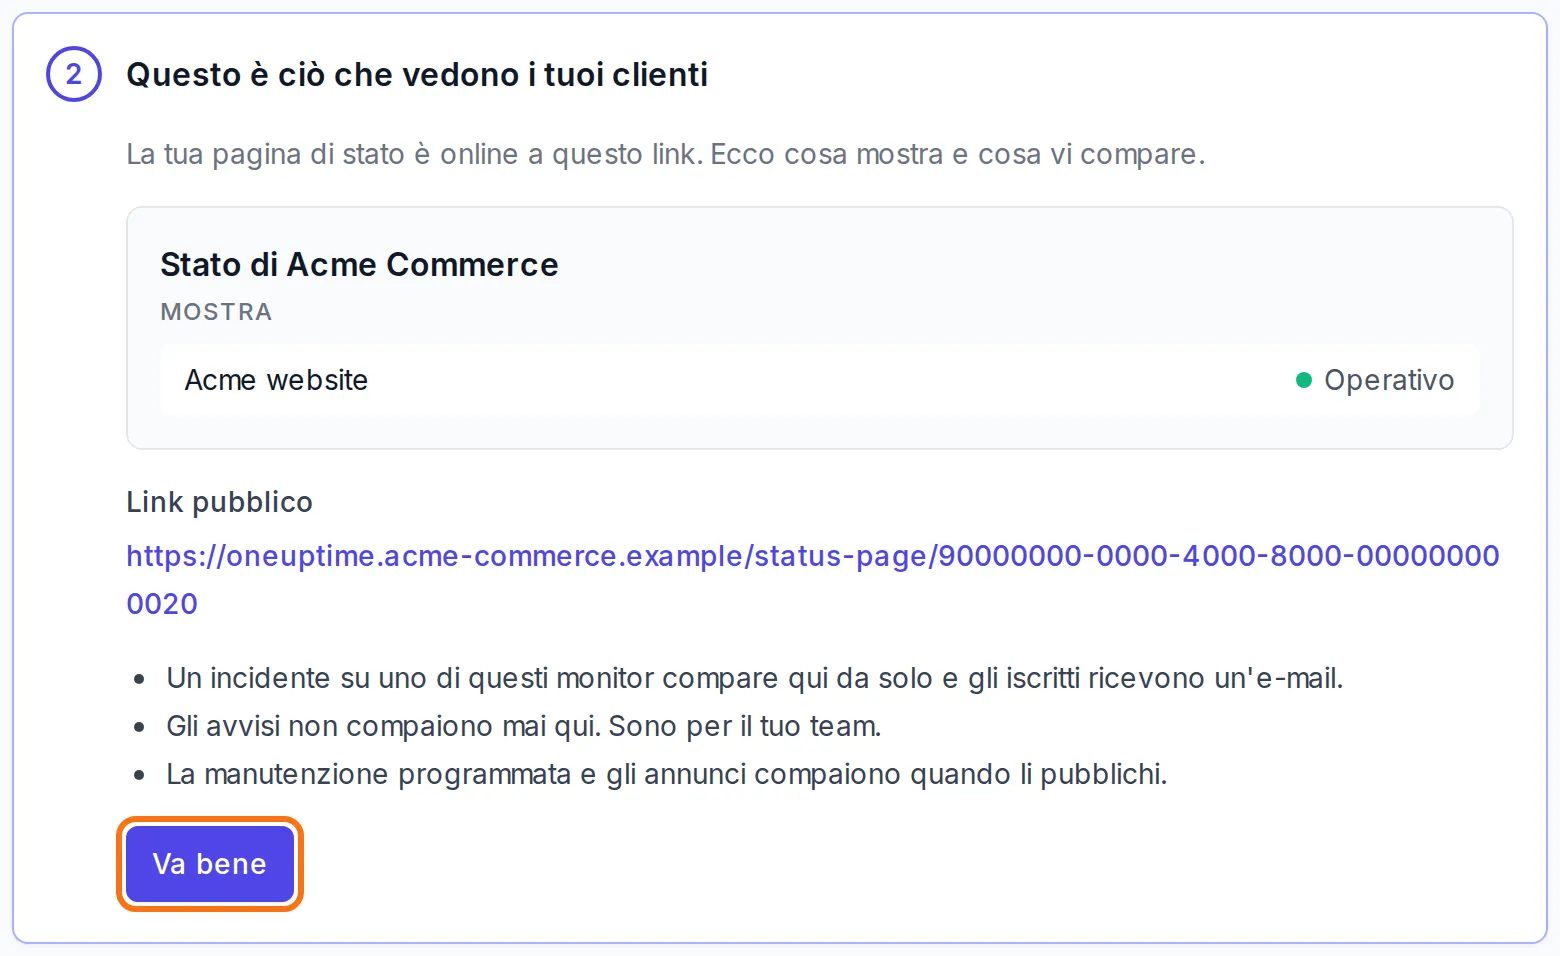 2
Questo è ciò che vedono i tuoi clienti
La tua pagina di stato è online a questo link. Ecco cosa mostra e cosa vi compare.
Stato di Acme Commerce
MOSTRA
Acme website
Operativo
Link pubblico
https://oneuptime.acme-commerce.example/status-page/90000000-0000-4000-8000-00000000
0020
Un incidente su uno di questi monitor compare qui da solo e gli iscritti ricevono un'e-mail.
Gli avvisi non compaiono mai qui. Sono per il tuo team.
La manutenzione programmata e gli annunci compaiono quando li pubblichi.
Va bene